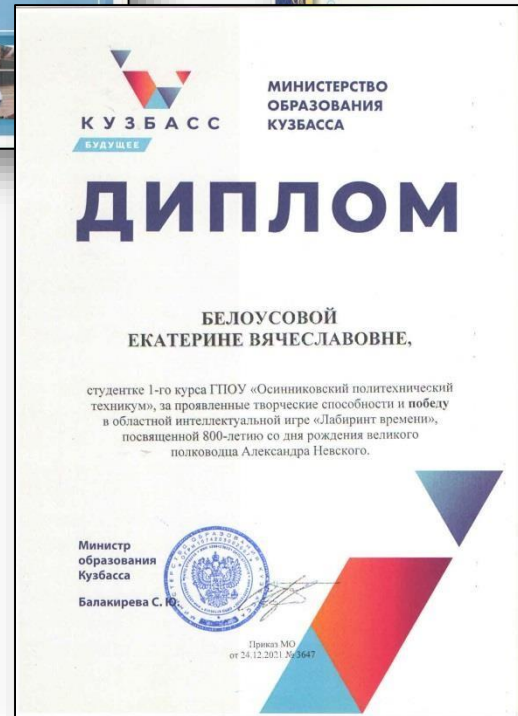 КУЗБАСС
БУДУЩЕЕ
МИНИСТЕРСТВО
ОБРАЗОВАНИЯ
КУЗБАССА
ДИПЛОМ
БЕЛОУСОВОЙ
ЕКАТЕРИНЕ ВЯЧЕСЛАВОВНЕ,
студентке 1-го курса ГПОУ «Осинниковский политехнический
техникум», за проявленные творческие способности и победу
в областной интеллектуальной игре «Лабиринт времени»,
посвященной 800-летию со дня рождения великого
полководца Александра Невского.
Министр
образования
Кузбасса
Балакирева С. Ю.
Приказ МО
от 24.12.2021 № 3647